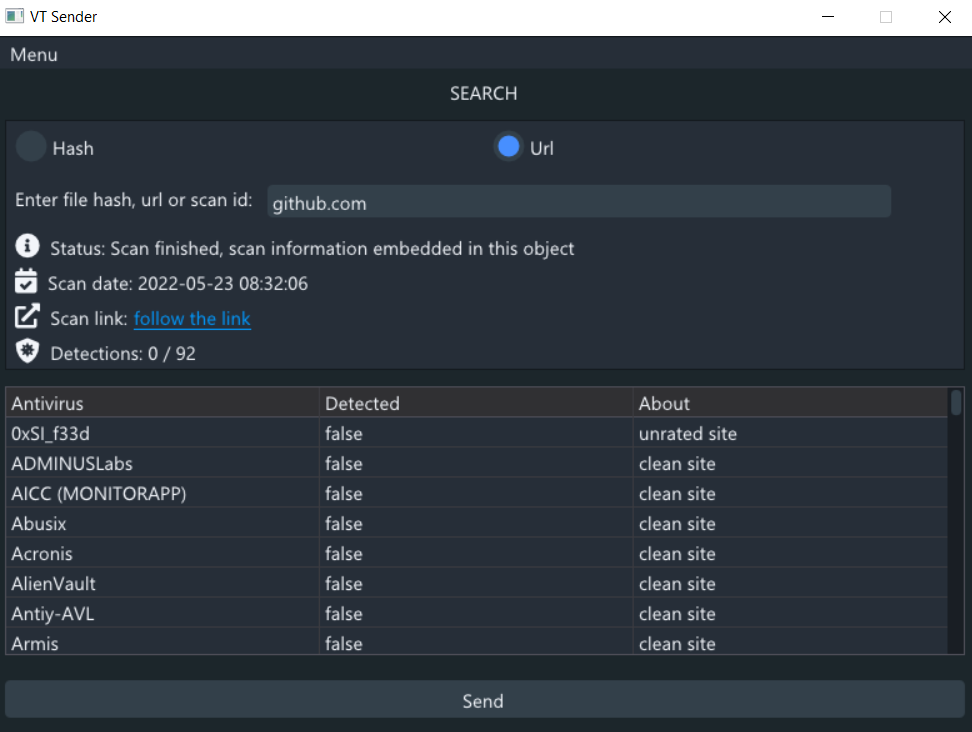 VT Sender
Menu
SEARCH
Hash Url
Enter file hash, url or scan id: github.com
Status: Scan finished, scan information embedded in this object
Scan date: 2022-05-23 08:32:06
Scan link: follow the link
Detections: 0 / 92
Antivirus Detected About
0xSI_f33d false unrated site
ADMINUSLabs false clean site
AICC (MONITORAPP) false clean site
Abusix false clean site
Acronis false clean site
AlienVault false clean site
Antiy-AVL false clean site
Armis false clean site
Send